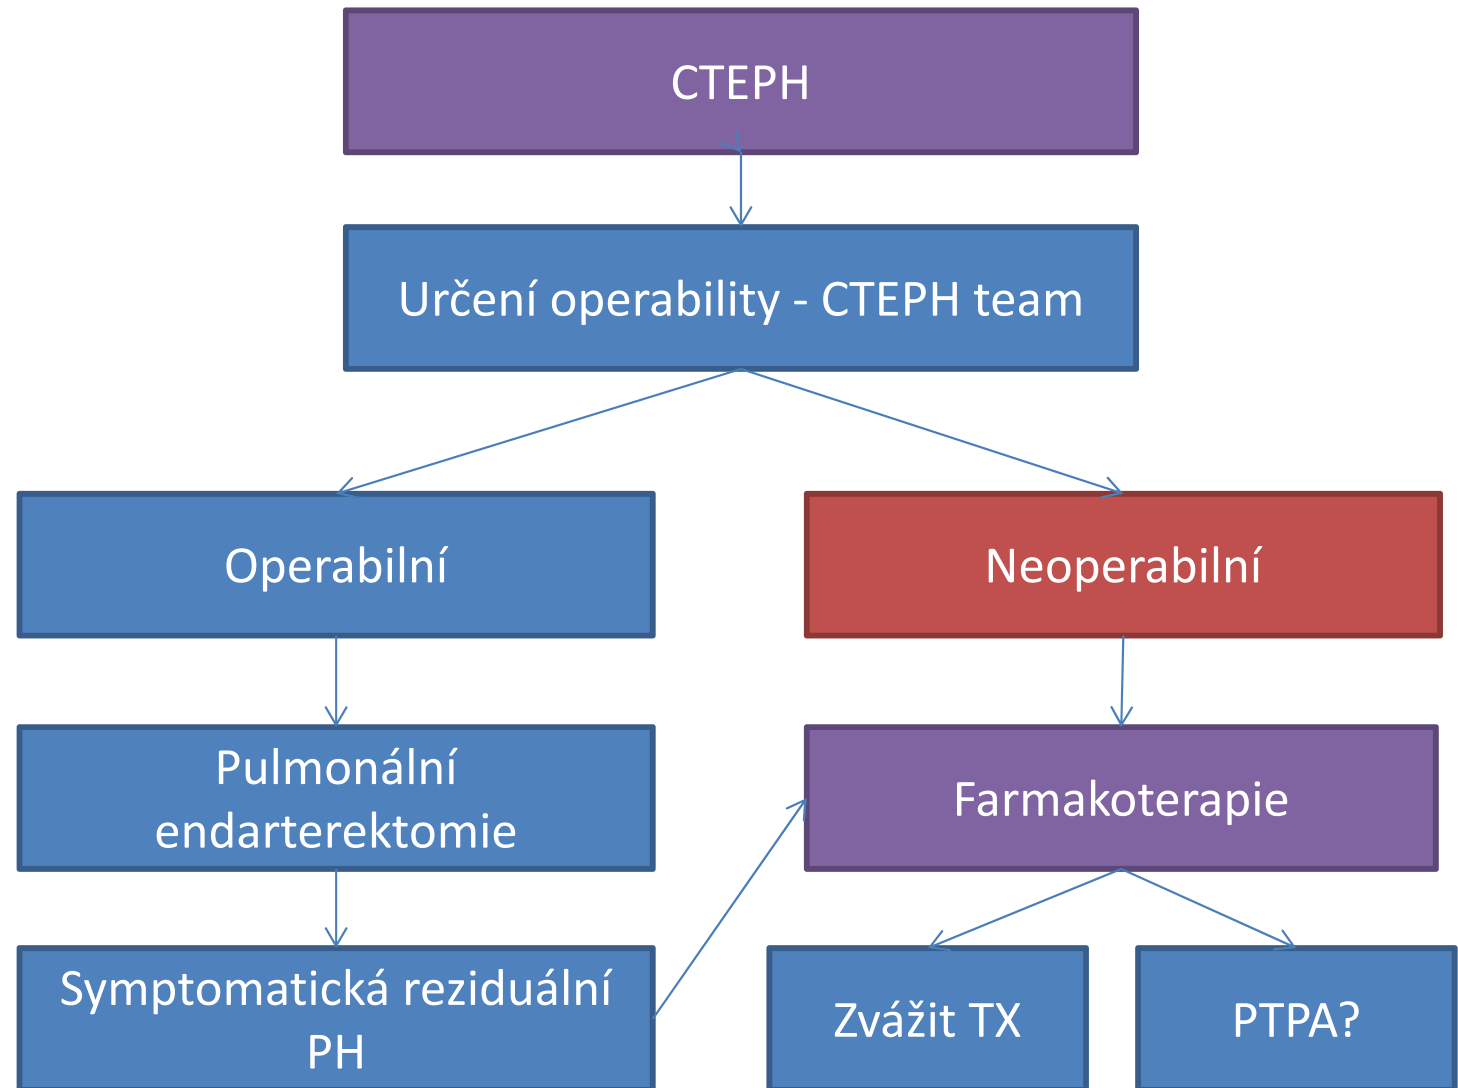 CTEPH
Určení operability - CTEPH team
Operabilní
Neoperabilní
Pulmonální
endarterektomie
Farmakoterapie
Symptomatická reziduální
PH
Zvážit TX
PTPA?